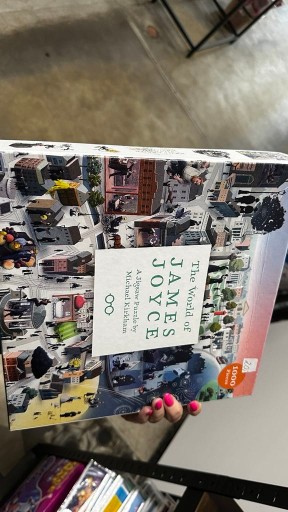 The World of
JAMES
JOYCE
A Jigsaw Puzzle by
Michael Kirkham
1000